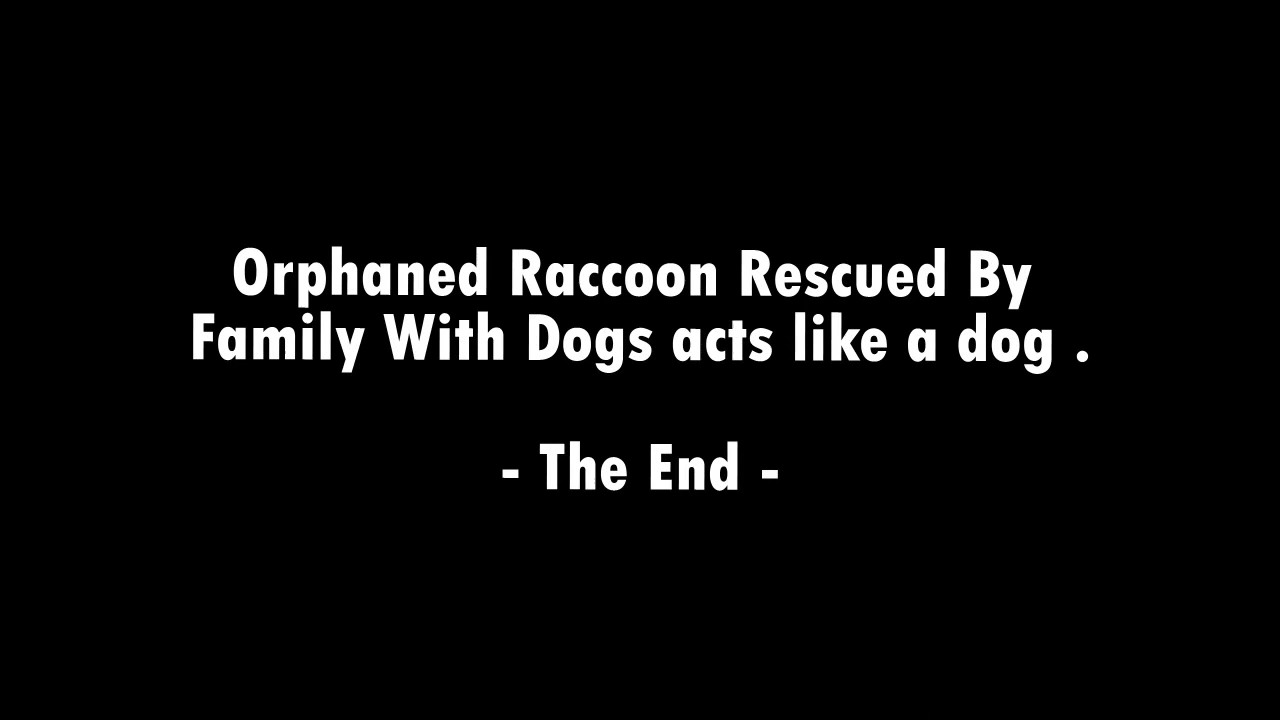 Orphaned Raccoon Rescued By
Family With Dogs acts like a dog .
- The End -